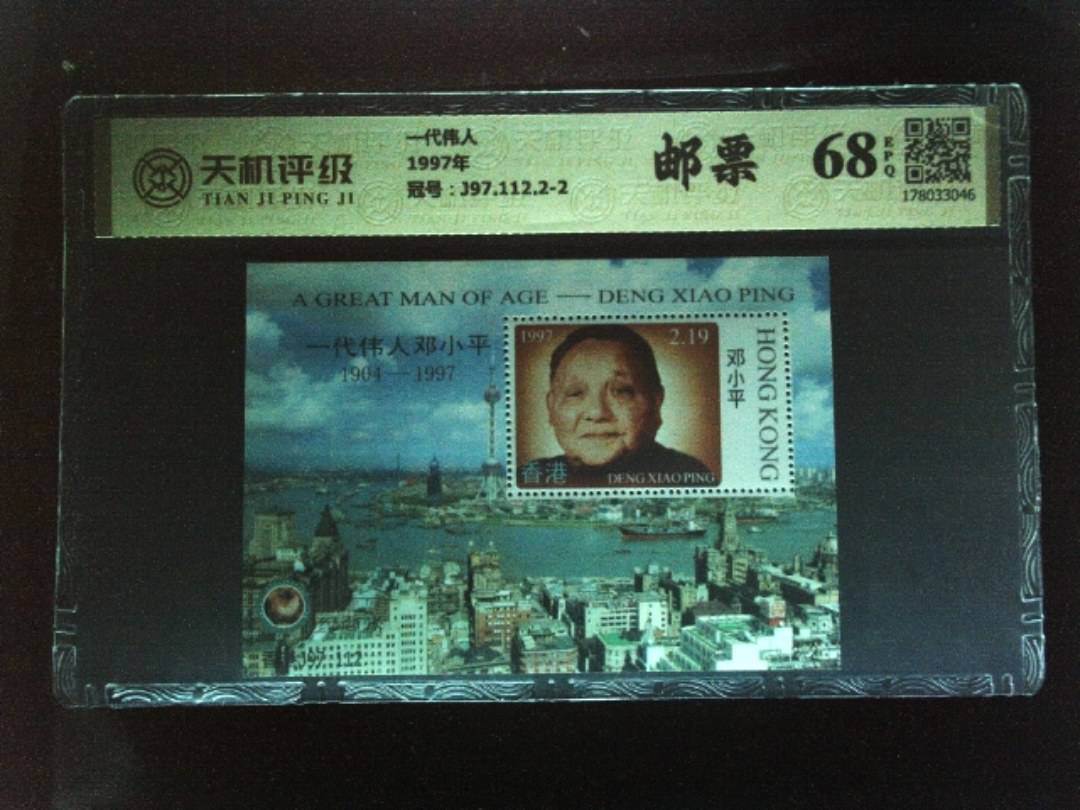 天机评级
TIAN JI PING JI
一代伟人
1997年
冠号：J97.112.2-2
邮票
68
EPQ
178033046
A GREAT MAN OF AGE — DENG XIAO PING
一代伟人邓小平
1904—1997
1997
2.19
邓小平
HONG KONG
香港
DENG XIAO PING
J97.112